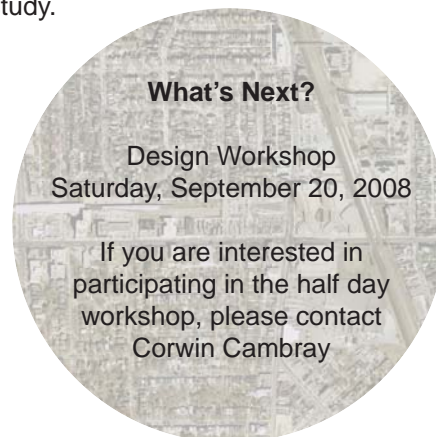 tudy.
What's Next?
Design Workshop
Saturday, September 20, 2008
If you are interested in
participating in the half day
workshop, please contact
Corwin Cambray